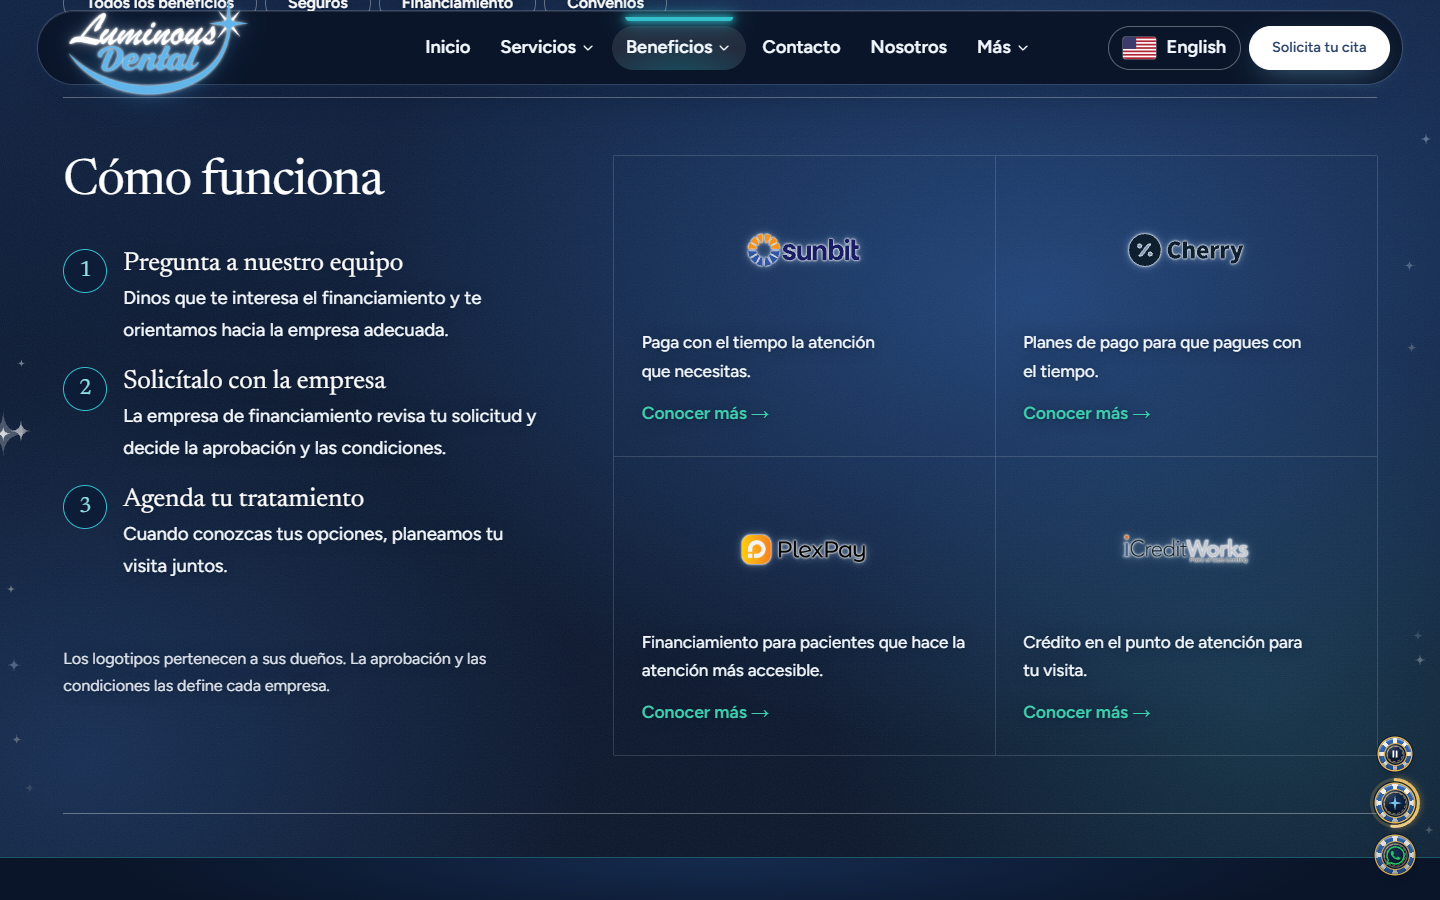 Todos los beneficios
Seguros
Financiamiento
Convenios
Luminous
Dental
Inicio
Servicios
Beneficios
Contacto
Nosotros
Más
English
Solicita tu cita
Cómo funciona
1
Pregunta a nuestro equipo
Dinos que te interesa el financiamiento y te
orientamos hacia la empresa adecuada.
2
Solicítalo con la empresa
La empresa de financiamiento revisa tu solicitud y
decide la aprobación y las condiciones.
3
Agenda tu tratamiento
Cuando conozcas tus opciones, planeamos tu
visita juntos.
Los logotipos pertenecen a sus dueños. La aprobación y las
condiciones las define cada empresa.
sunbit
Paga con el tiempo la atención
que necesitas.
Conocer más →
Cherry
Planes de pago para que pagues con
el tiempo.
Conocer más →
PlexPay
Financiamiento para pacientes que hace la
atención más accesible.
Conocer más →
iCreditWorks
Crédito en el punto de atención para
tu visita.
Conocer más →